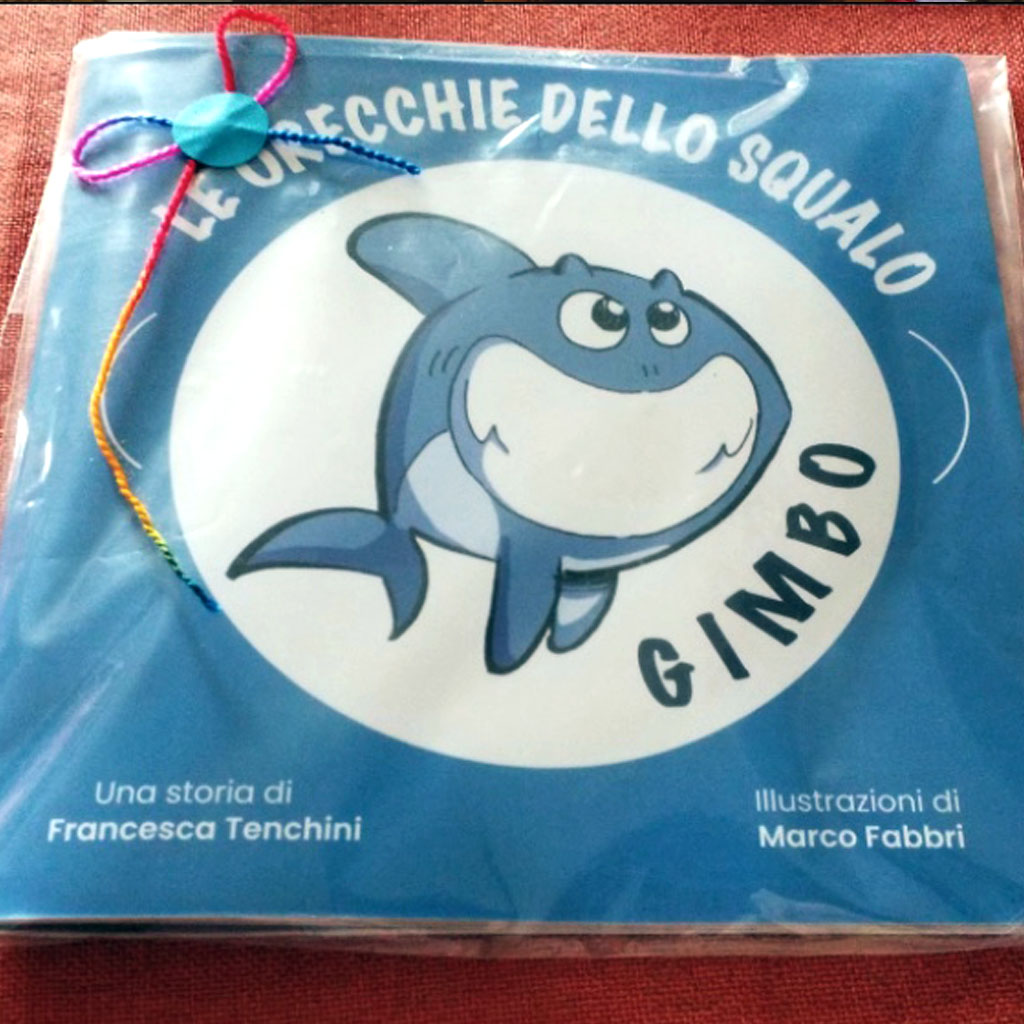 LE ORECCHIE DELLO SQUALO
GIMBO
Una storia di
Francesca Tenchini
Illustrazioni di
Marco Fabbri